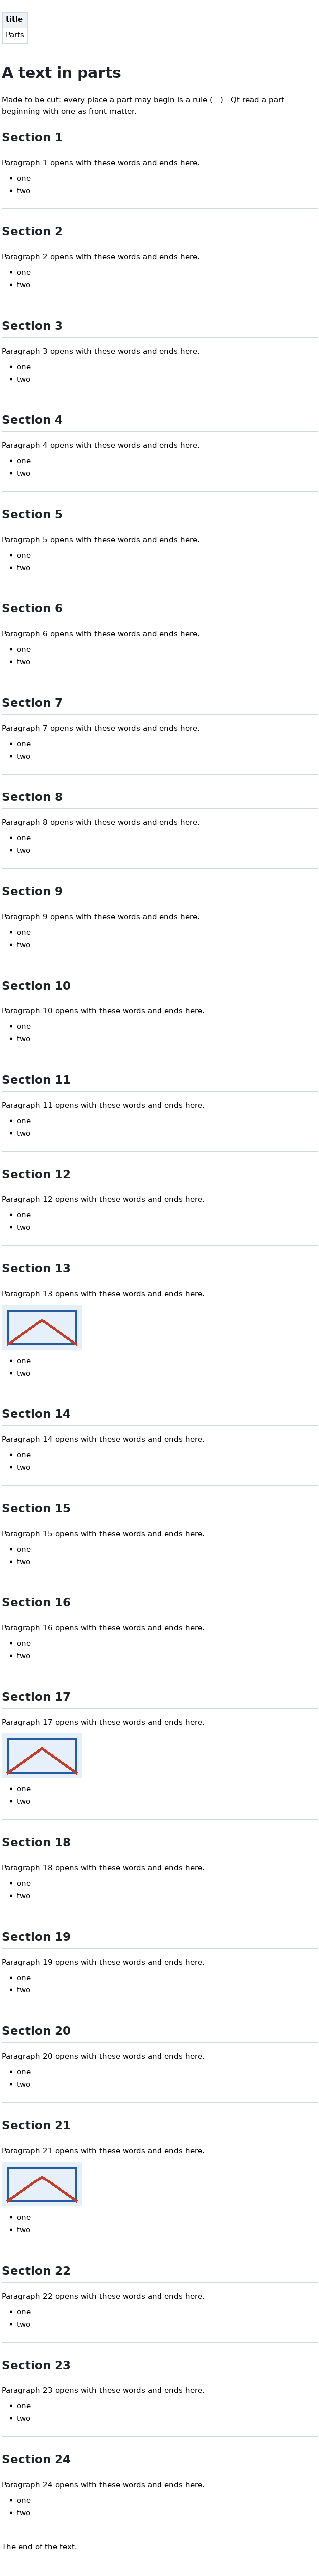 title
Parts
A text in parts
Made to be cut: every place a part may begin is a rule (---) - Qt read a part
beginning with one as front matter.
Section 1
Paragraph 1 opens with these words and ends here.
• one
• two
Section 2
Paragraph 2 opens with these words and ends here.
• one
• two
Section 3
Paragraph 3 opens with these words and ends here.
• one
• two
Section 4
Paragraph 4 opens with these words and ends here.
• one
• two
Section 5
Paragraph 5 opens with these words and ends here.
• one
• two
Section 6
Paragraph 6 opens with these words and ends here.
• one
• two
Section 7
Paragraph 7 opens with these words and ends here.
• one
• two
Section 8
Paragraph 8 opens with these words and ends here.
• one
• two
Section 9
Paragraph 9 opens with these words and ends here.
• one
• two
Section 10
Paragraph 10 opens with these words and ends here.
• one
• two
Section 11
Paragraph 11 opens with these words and ends here.
• one
• two
Section 12
Paragraph 12 opens with these words and ends here.
• one
• two
Section 13
Paragraph 13 opens with these words and ends here.
• one
• two
Section 14
Paragraph 14 opens with these words and ends here.
• one
• two
Section 15
Paragraph 15 opens with these words and ends here.
• one
• two
Section 16
Paragraph 16 opens with these words and ends here.
• one
• two
Section 17
Paragraph 17 opens with these words and ends here.
• one
• two
Section 18
Paragraph 18 opens with these words and ends here.
• one
• two
Section 19
Paragraph 19 opens with these words and ends here.
• one
• two
Section 20
Paragraph 20 opens with these words and ends here.
• one
• two
Section 21
Paragraph 21 opens with these words and ends here.
• one
• two
Section 22
Paragraph 22 opens with these words and ends here.
• one
• two
Section 23
Paragraph 23 opens with these words and ends here.
• one
• two
Section 24
Paragraph 24 opens with these words and ends here.
• one
• two
The end of the text.